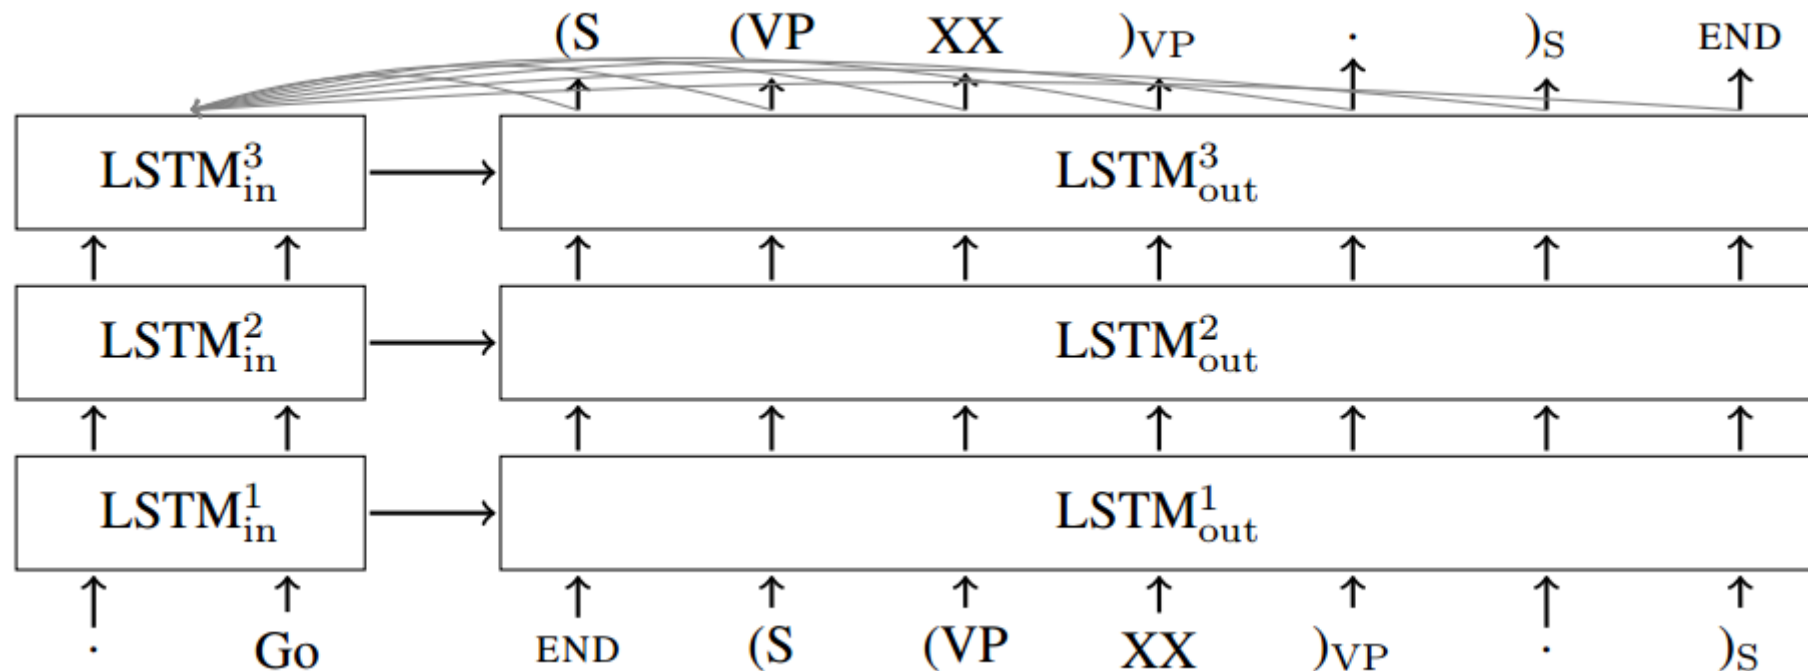 (S (VP XX )VP . )S END
LSTM³in LSTM³out
LSTM²in LSTM²out
LSTM¹in LSTM¹out
. Go END (S (VP XX )VP . )S